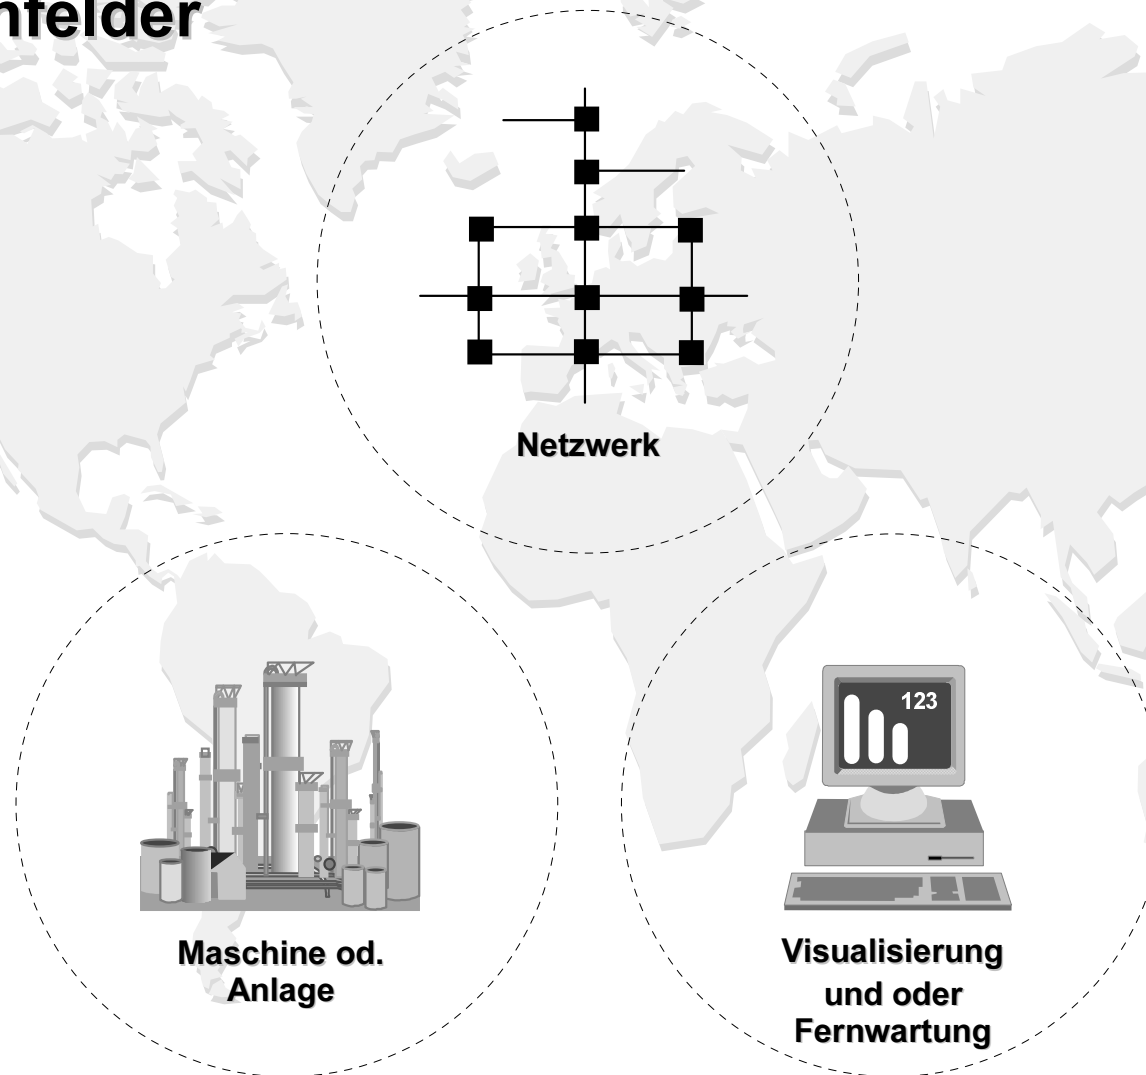 nfelder
Netzwerk
123
Maschine od.
Anlage
Visualisierung
und oder
Fernwartung